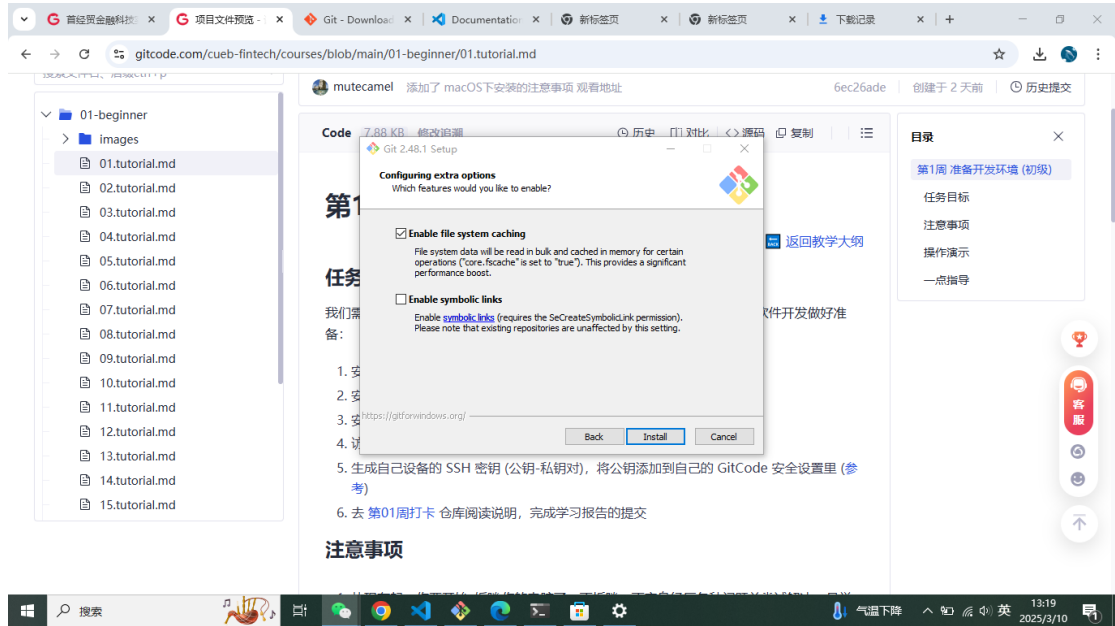 首经贸金融科技
项目文件预览 -
Git - Download
Documentation
新标签页
新标签页
下载记录
gitcode.com/cueb-fintech/courses/blob/main/01-beginner/01.tutorial.md
mutecamel 添加了 macOS下安装的注意事项 观看地址
6ec26ade 创建于 2 天前 历史提交
01-beginner
images
01.tutorial.md
02.tutorial.md
03.tutorial.md
04.tutorial.md
05.tutorial.md
06.tutorial.md
07.tutorial.md
08.tutorial.md
09.tutorial.md
10.tutorial.md
11.tutorial.md
12.tutorial.md
13.tutorial.md
14.tutorial.md
15.tutorial.md
Code 7.88 KB 修改追溯 历史 对比 源码 复制
第1
返回教学大纲
任务
我们需
软件开发做好准
备：
1. 安
2. 安
3. 安
4. 访
5. 生成自己设备的 SSH 密钥 (公钥-私钥对)，将公钥添加到自己的 GitCode 安全设置里 (参
考)
6. 去 第01周打卡 仓库阅读说明，完成学习报告的提交
注意事项
Git 2.48.1 Setup
Configuring extra options
Which features would you like to enable?
Enable file system caching
File system data will be read in bulk and cached in memory for certain
operations ("core.fscache" is set to "true"). This provides a significant
performance boost.
Enable symbolic links
Enable symbolic links (requires the SeCreateSymbolicLink permission).
Please note that existing repositories are unaffected by this setting.
https://gitforwindows.org/
Back Install Cancel
目录
第1周 准备开发环境 (初级)
任务目标
注意事项
操作演示
一点指导
客
服
搜索
气温下降
英
13:19
2025/3/10
1